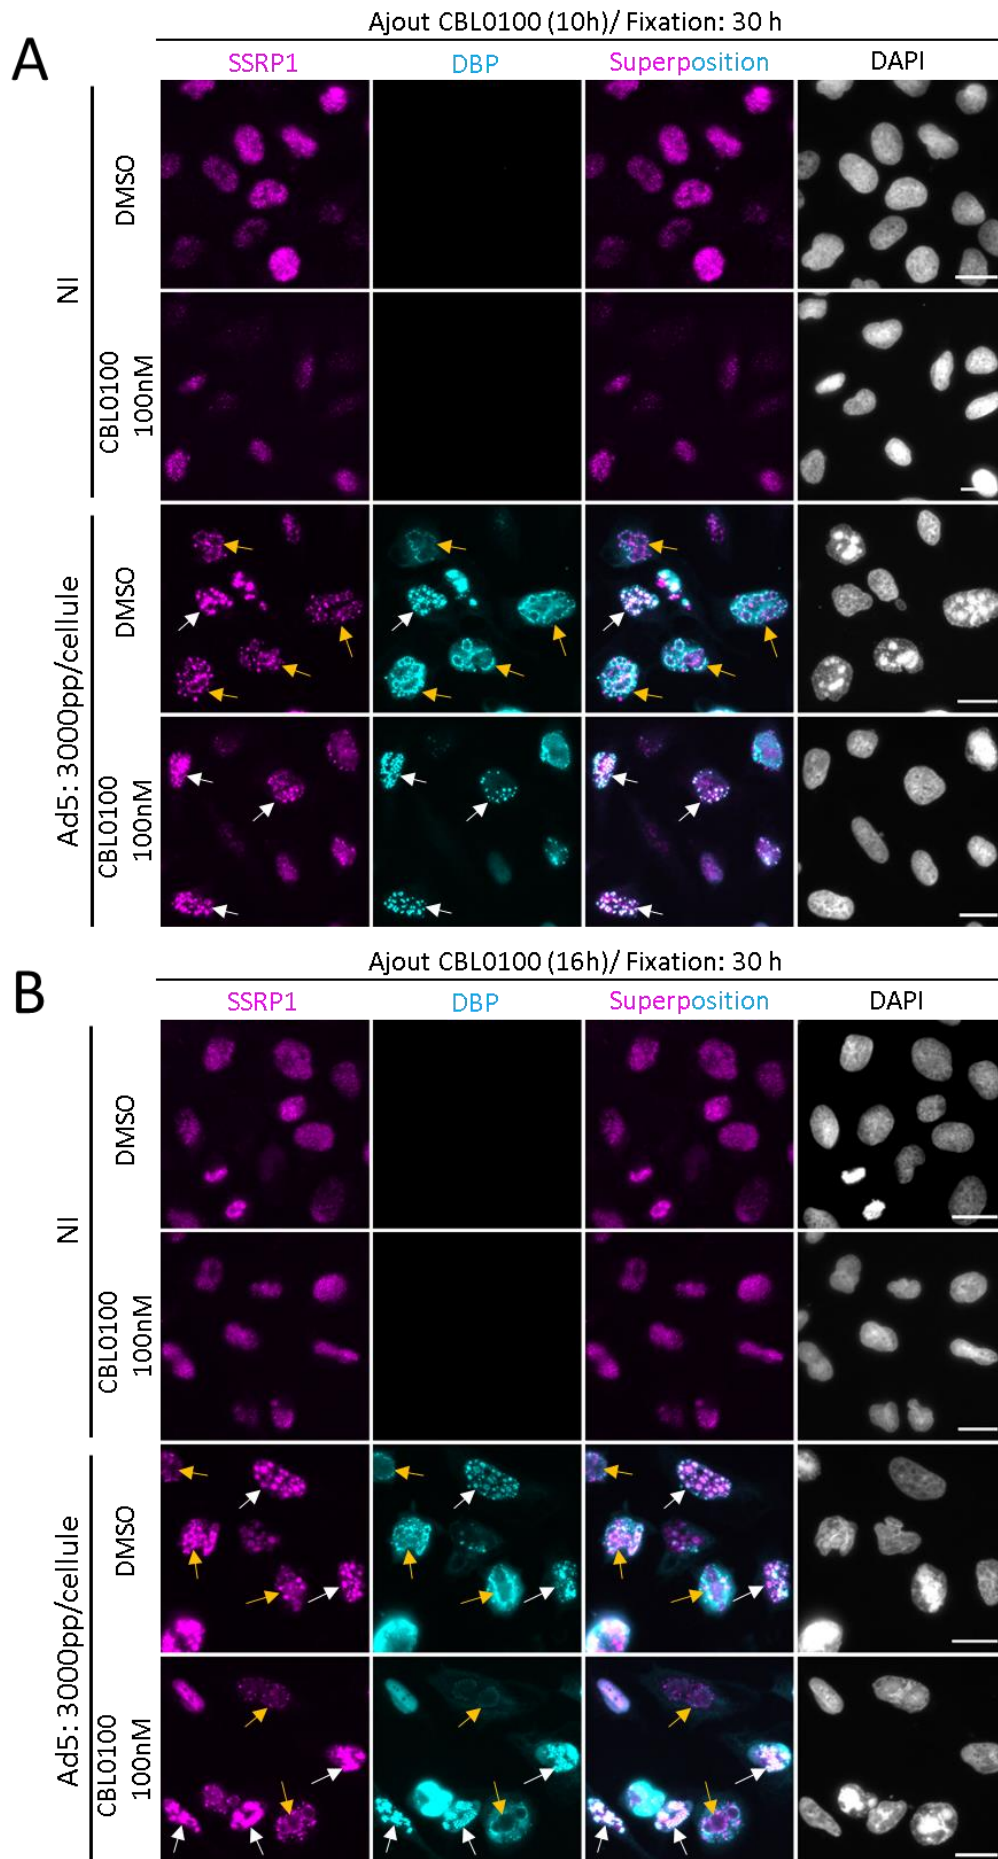 A
Ajout CBL0100 (10h)/ Fixation: 30 h
SSRP1 DBP Superposition DAPI
NI
DMSO
CBL0100
100nM
Ad5: 3000pp/cellule
DMSO
CBL0100
100nM
B
Ajout CBL0100 (16h)/ Fixation: 30 h
SSRP1 DBP Superposition DAPI
NI
DMSO
CBL0100
100nM
Ad5: 3000pp/cellule
DMSO
CBL0100
100nM